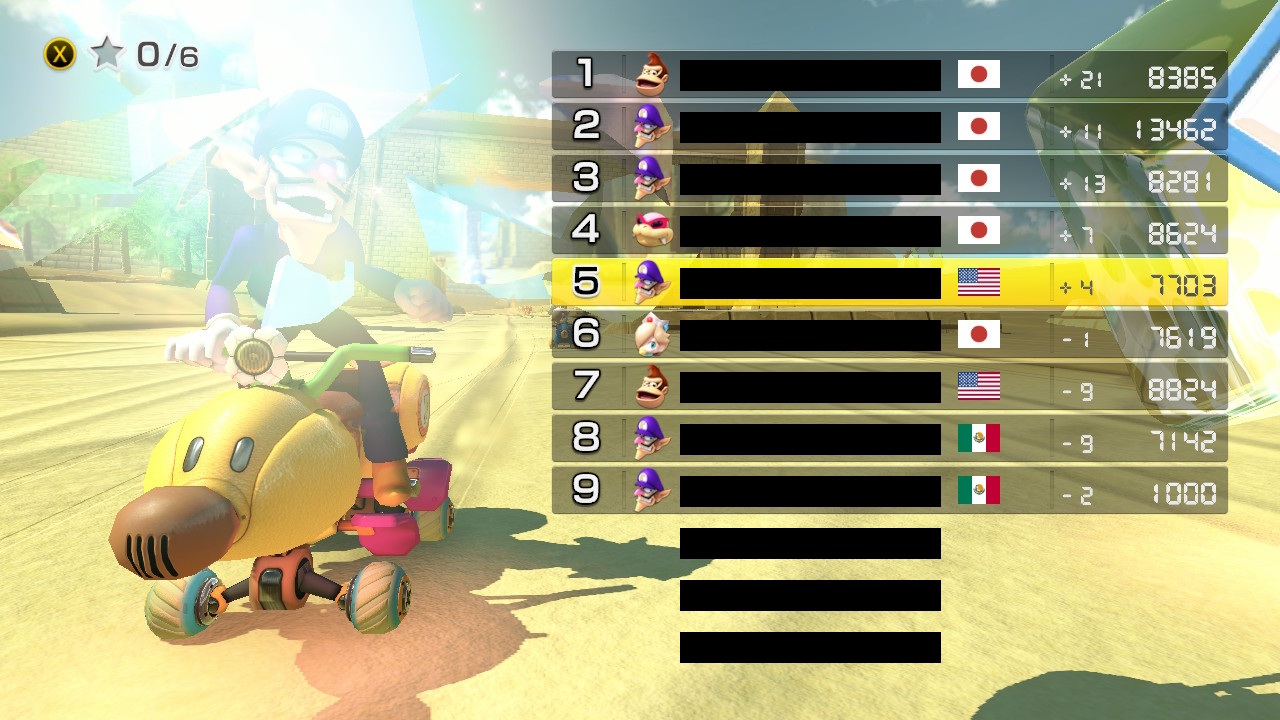 X 0/6
1 + 21 8385
2 + 11 13462
3 + 13 8281
4 + 7 8624
5 + 4 7703
6 - 1 7619
7 - 9 8824
8 - 9 7142
9 - 2 1000